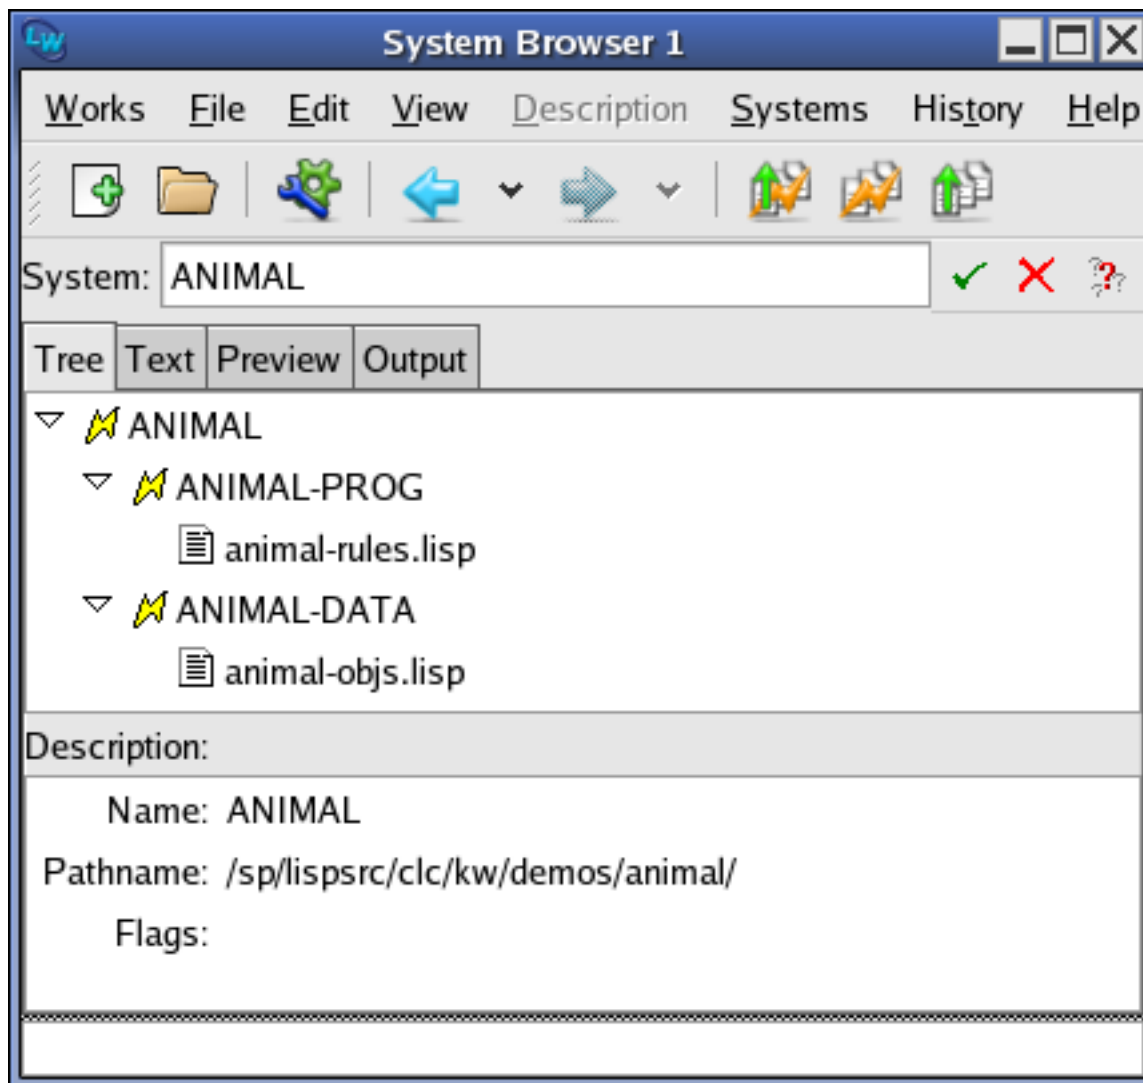 LW System Browser 1
Works File Edit View Description Systems History Help
System: ANIMAL
Tree Text Preview Output
ANIMAL
ANIMAL-PROG
animal-rules.lisp
ANIMAL-DATA
animal-objs.lisp
Description:
Name: ANIMAL
Pathname: /sp/lispsrc/clc/kw/demos/animal/
Flags: